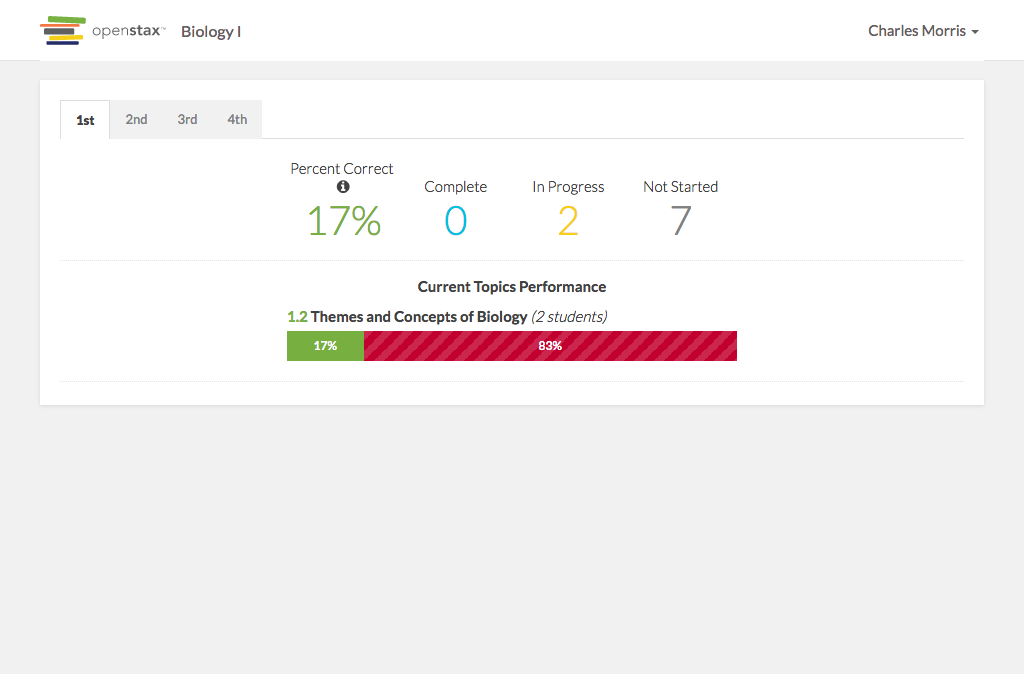 openstax™ Biology I Charles Morris
1st 2nd 3rd 4th
Percent Correct
Complete In Progress Not Started
17% 0 2 7
Current Topics Performance
1.2 Themes and Concepts of Biology (2 students)
17% 83%